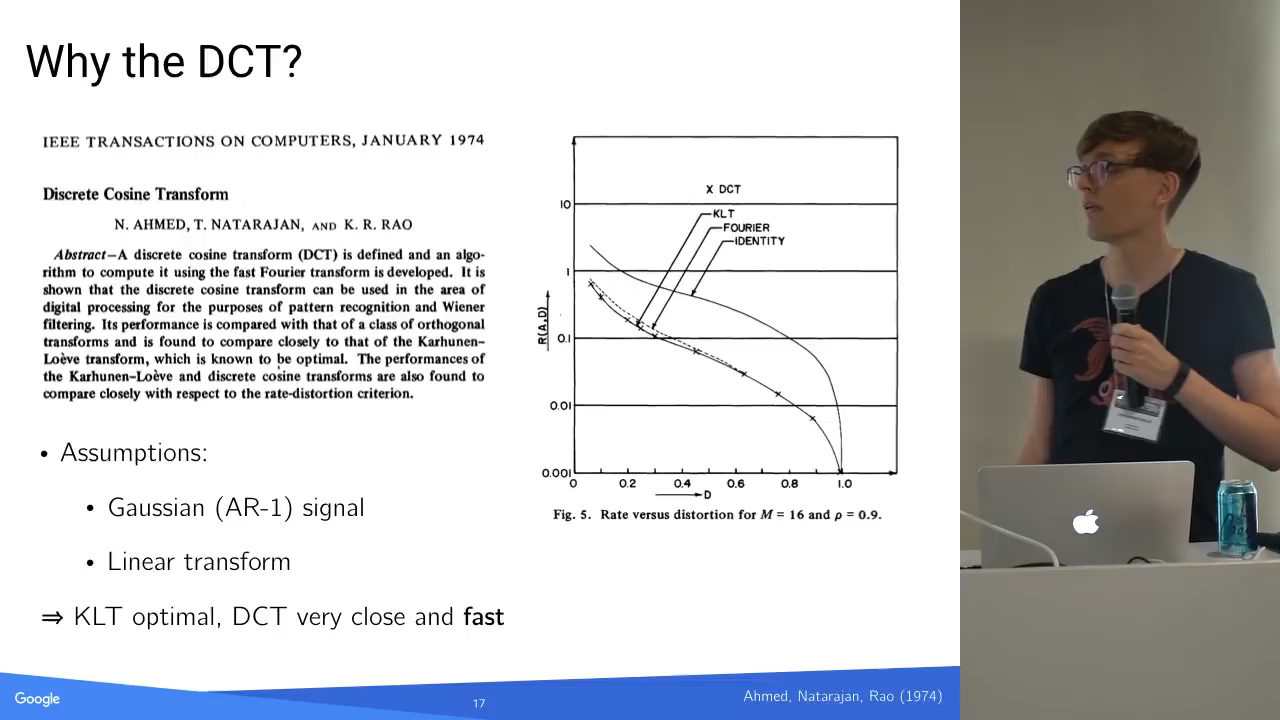 Why the DCT?
IEEE TRANSACTIONS ON COMPUTERS, JANUARY 1974
Discrete Cosine Transform
N. AHMED, T. NATARAJAN, AND K. R. RAO
Abstract—A discrete cosine transform (DCT) is defined and an algo-
rithm to compute it using the fast Fourier transform is developed. It is
shown that the discrete cosine transform can be used in the area of
digital processing for the purposes of pattern recognition and Wiener
filtering. Its performance is compared with that of a class of orthogonal
transforms and is found to compare closely to that of the Karhunen-
Loève transform, which is known to be optimal. The performances of
the Karhunen-Loève and discrete cosine transforms are also found to
compare closely with respect to the rate-distortion criterion.
• Assumptions:
• Gaussian (AR-1) signal
• Linear transform
⇒ KLT optimal, DCT very close and fast
X DCT
KLT
FOURIER
IDENTITY
10
1
0.1
0.01
0.001
R(A,D)
0 0.2 0.4 0.6 0.8 1.0
D
Fig. 5. Rate versus distortion for M = 16 and ρ = 0.9.
Google
17
Ahmed, Natarajan, Rao (1974)